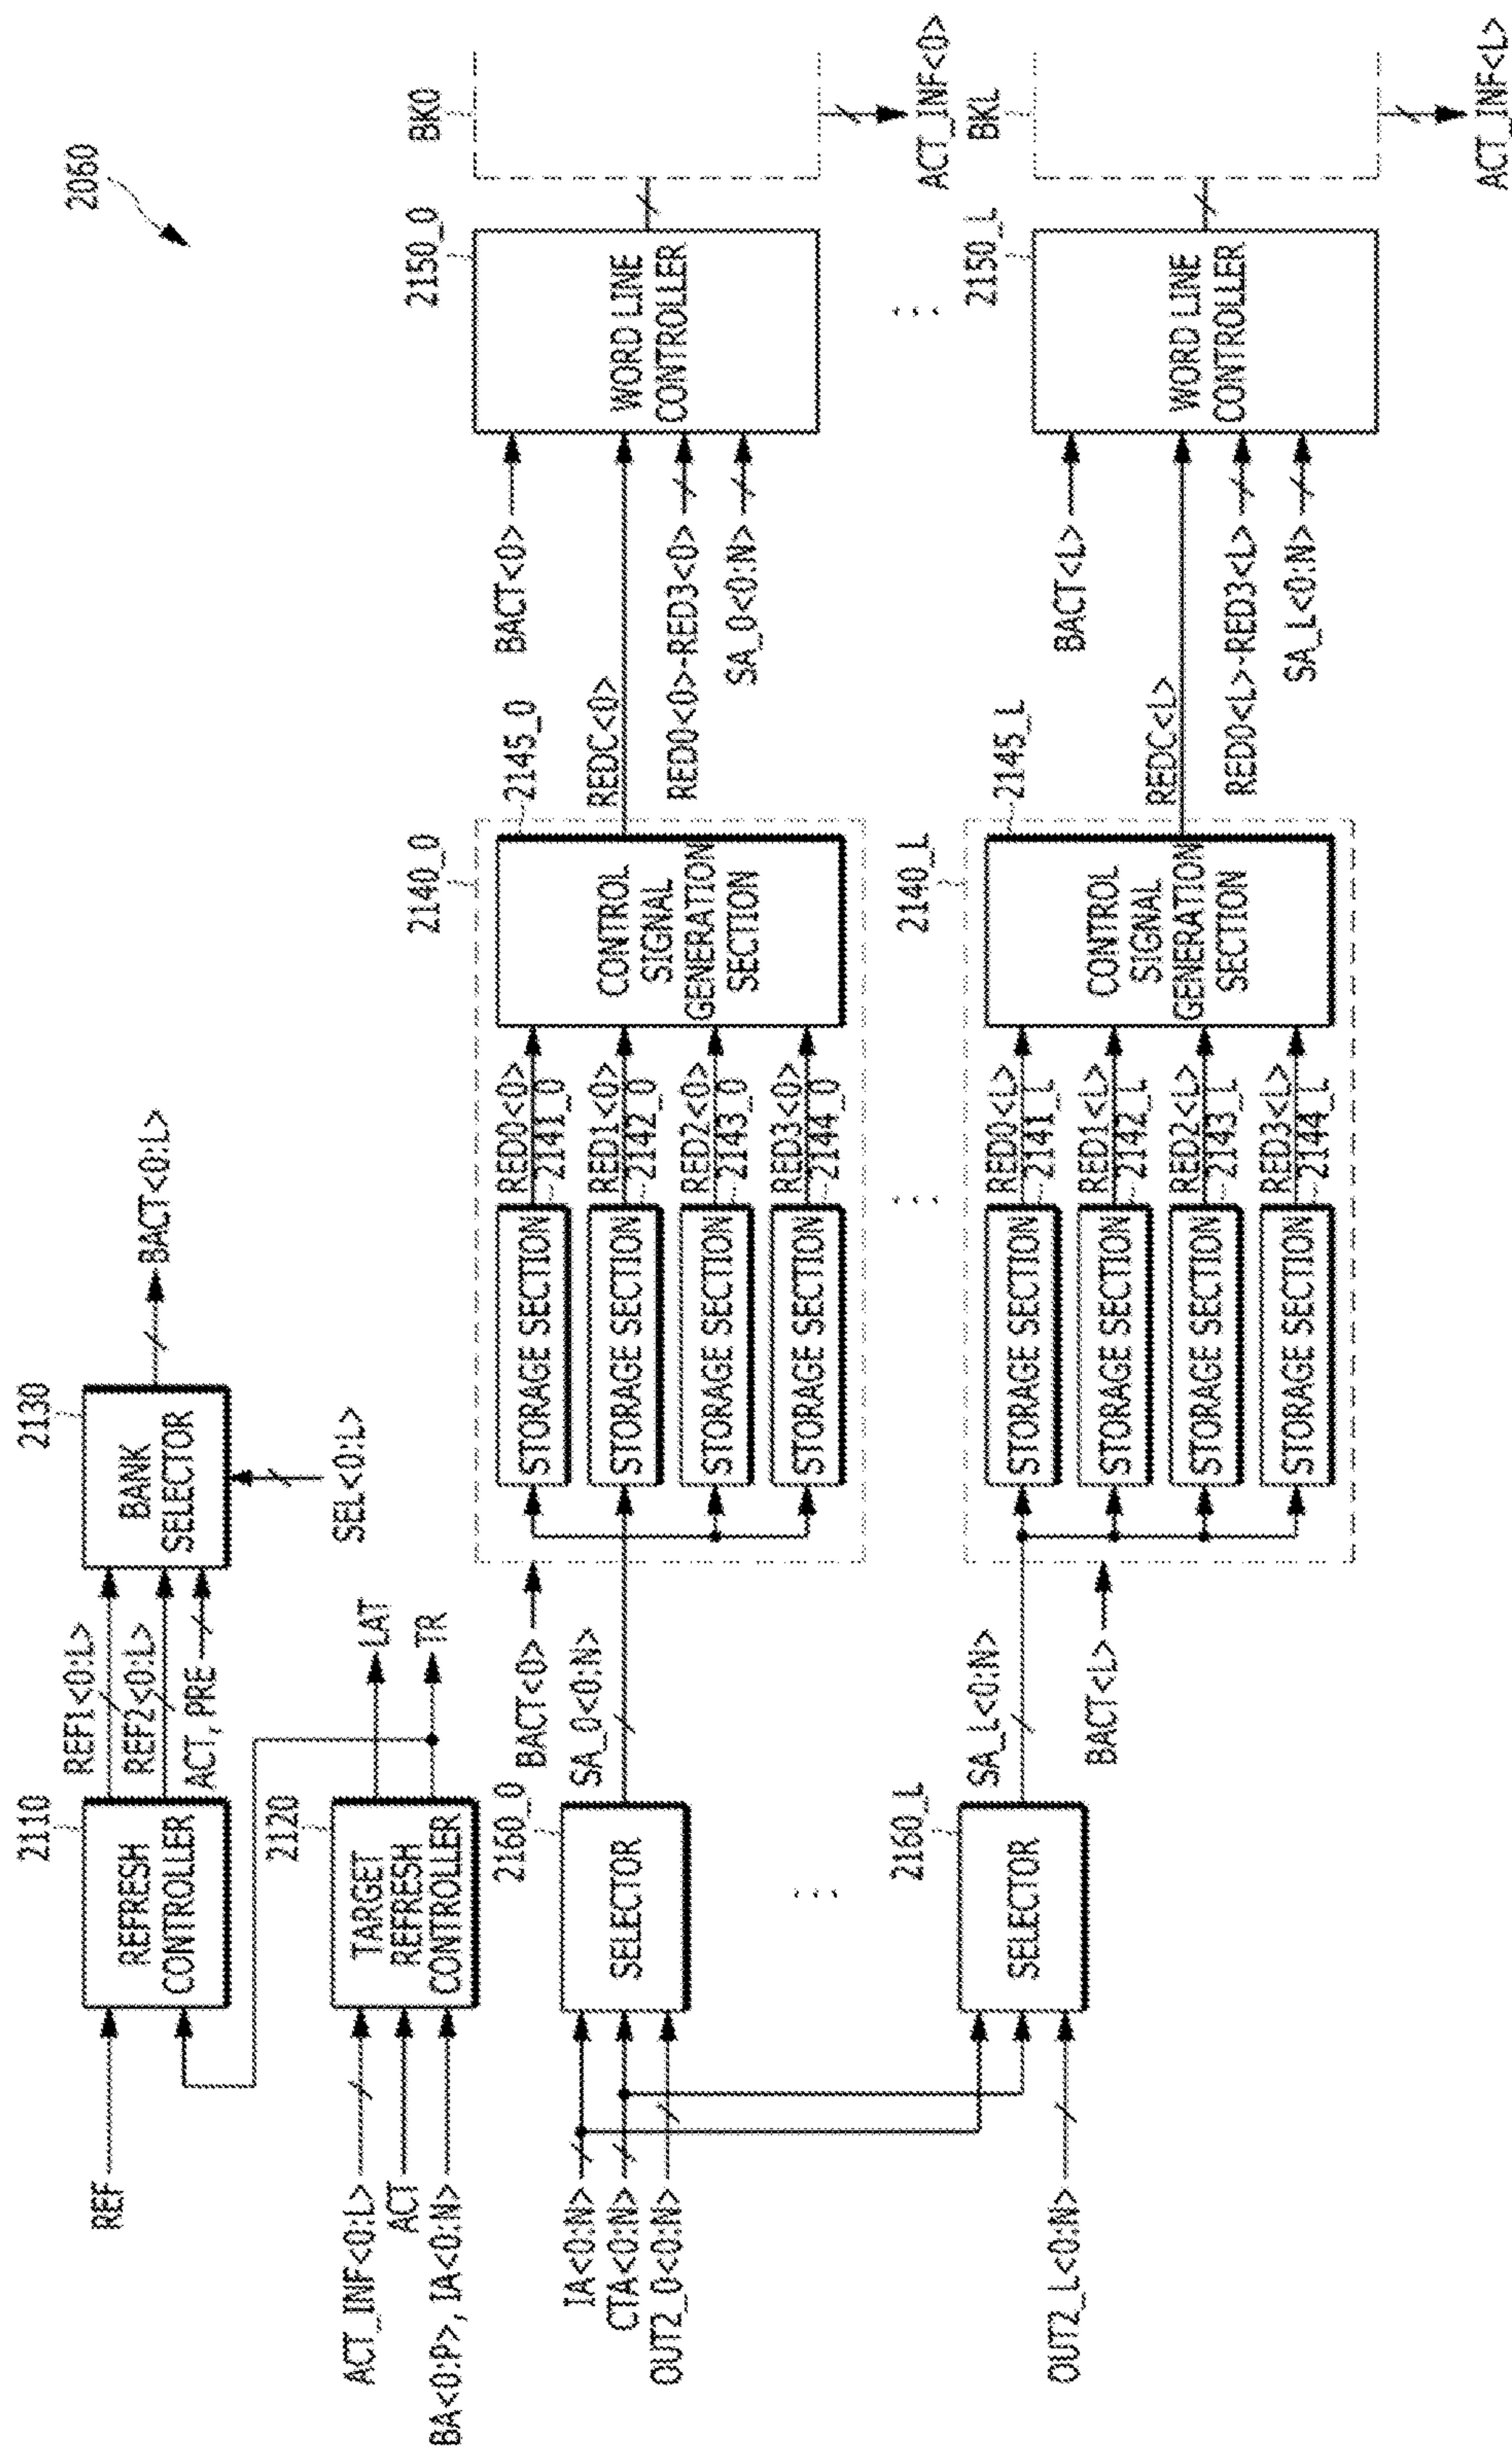 2060
REF
2110
REFRESH
CONTROLLER
REF1<0:L>
REF2<0:L>
ACT, PRE
2130
BANK
SELECTOR
SEL<0:L>
BACT<0:L>
ACT_INF<0:L>
ACT
BA<0:P>, IA<0:N>
2120
TARGET
REFRESH
CONTROLLER
LAT
TR
IA<0:N>
CTA<0:N>
OUT2_0<0:N>
2160_0
SELECTOR
BACT<0>
SA_0<0:N>
2140_0
STORAGE SECTION
RED0<0>
2141_0
STORAGE SECTION
RED1<0>
2142_0
STORAGE SECTION
RED2<0>
2143_0
STORAGE SECTION
RED3<0>
2144_0
CONTROL
SIGNAL
GENERATION
SECTION
2145_0
REDC<0>
BACT<0>
RED0<0>~RED3<0>
SA_0<0:N>
2150_0
WORD LINE
CONTROLLER
BK0
ACT_INF<0>
OUT2_L<0:N>
2160_L
SELECTOR
SA_L<0:N>
BACT<L>
2140_L
STORAGE SECTION
RED0<L>
2141_L
STORAGE SECTION
RED1<L>
2142_L
STORAGE SECTION
RED2<L>
2143_L
STORAGE SECTION
RED3<L>
2144_L
CONTROL
SIGNAL
GENERATION
SECTION
2145_L
REDC<L>
BACT<L>
RED0<L>~RED3<L>
SA_L<0:N>
2150_L
WORD LINE
CONTROLLER
BKL
ACT_INF<L>